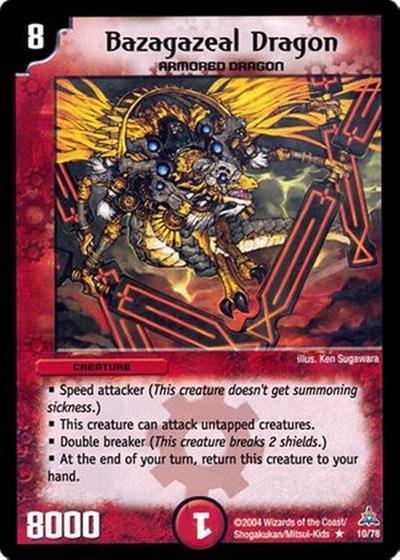 8
Bazagazeal Dragon
ARMORED DRAGON
illus. Ken Sugawara
CREATURE
▪ Speed attacker (This creature doesn't get summoning
sickness.)
▪ This creature can attack untapped creatures.
▪ Double breaker (This creature breaks 2 shields.)
▪ At the end of your turn, return this creature to your
hand.
8000
1
©2004 Wizards of the Coast/
Shogakukan/Mitsui-Kids ★ 10/78